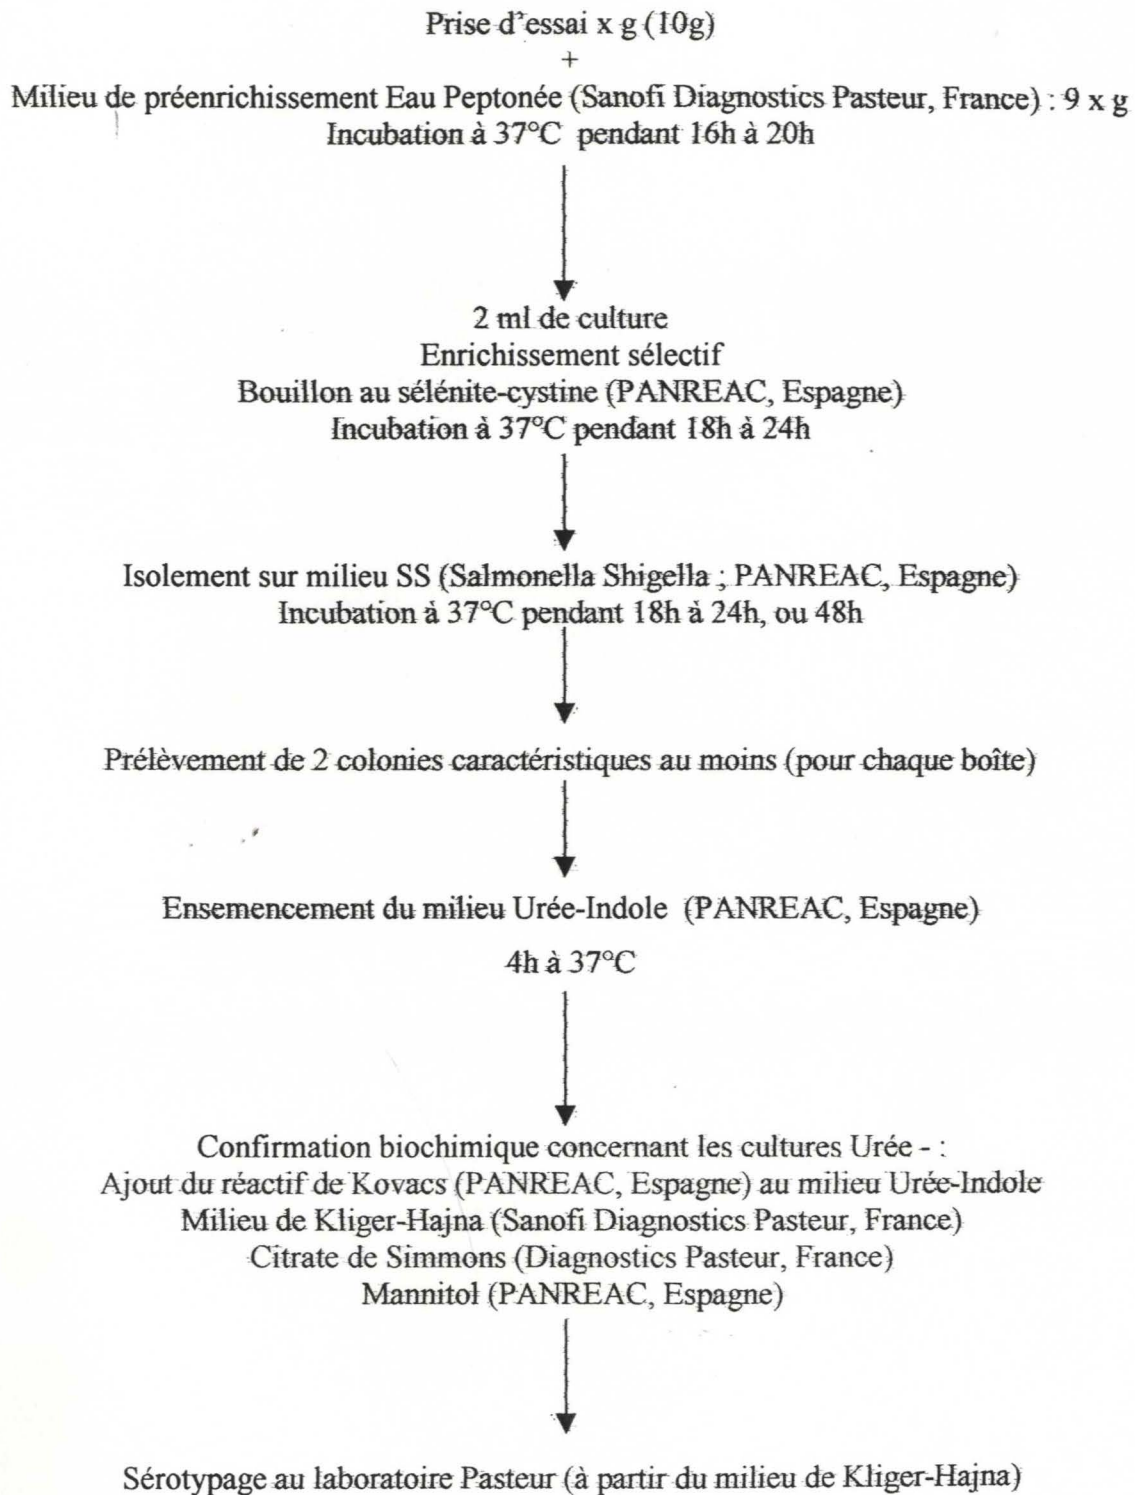 Prise d'essai x g (10g)
+
Milieu de préenrichissement Eau Peptonée (Sanofi Diagnostics Pasteur, France) : 9 x g
Incubation à 37°C pendant 16h à 20h
2 ml de culture
Enrichissement sélectif
Bouillon au sélénite-cystine (PANREAC, Espagne)
Incubation à 37°C pendant 18h à 24h
Isolement sur milieu SS (Salmonella Shigella ; PANREAC, Espagne)
Incubation à 37°C pendant 18h à 24h, ou 48h
Prélèvement de 2 colonies caractéristiques au moins (pour chaque boîte)
Ensemencement du milieu Urée-Indole (PANREAC, Espagne)
4h à 37°C
Confirmation biochimique concernant les cultures Urée - :
Ajout du réactif de Kovacs (PANREAC, Espagne) au milieu Urée-Indole
Milieu de Kliger-Hajna (Sanofi Diagnostics Pasteur, France)
Citrate de Simmons (Diagnostics Pasteur, France)
Mannitol (PANREAC, Espagne)
Sérotypage au laboratoire Pasteur (à partir du milieu de Kliger-Hajna)